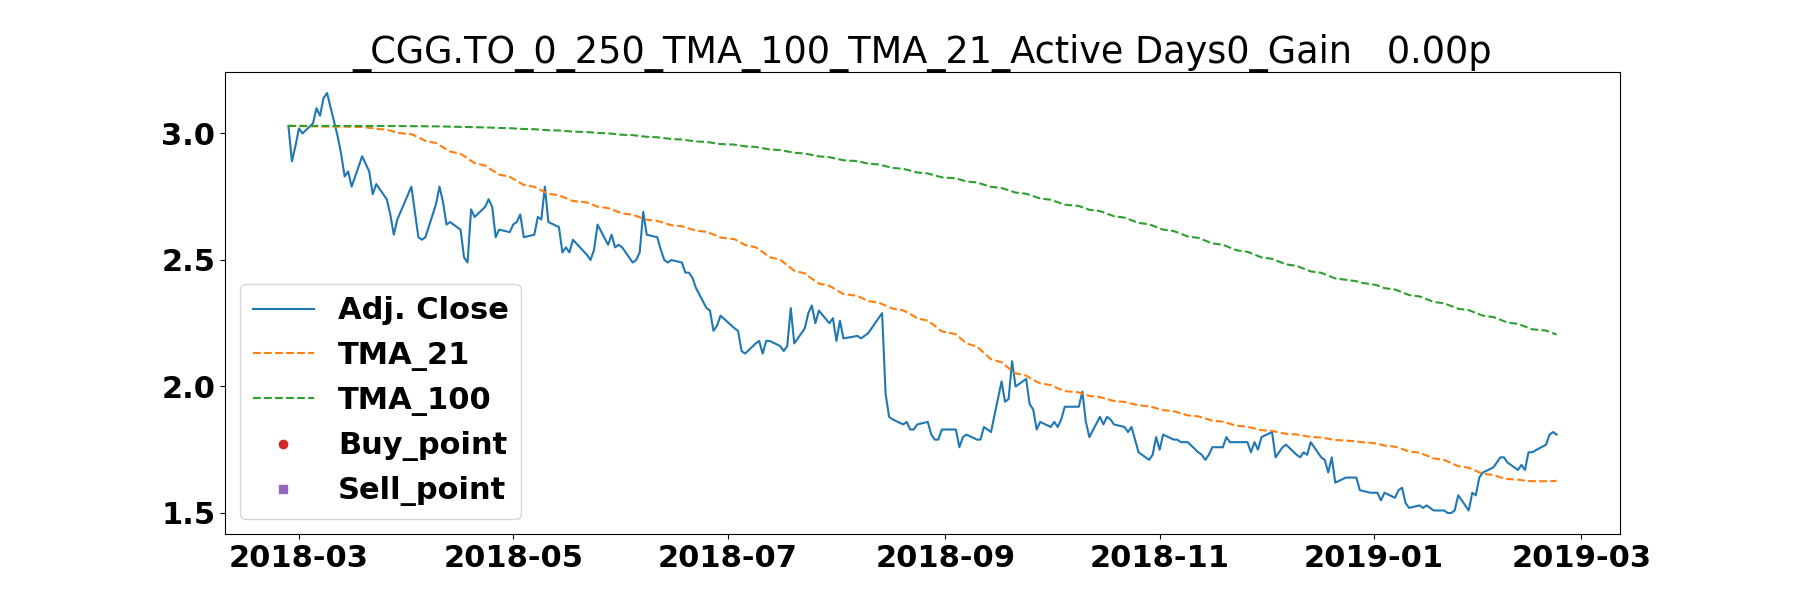 _CGG.TO_0_250_TMA_100_TMA_21_Active Days0_Gain   0.00p
3.0
2.5
2.0
1.5
Adj. Close
TMA_21
TMA_100
Buy_point
Sell_point
2018-03 2018-05 2018-07 2018-09 2018-11 2019-01 2019-03